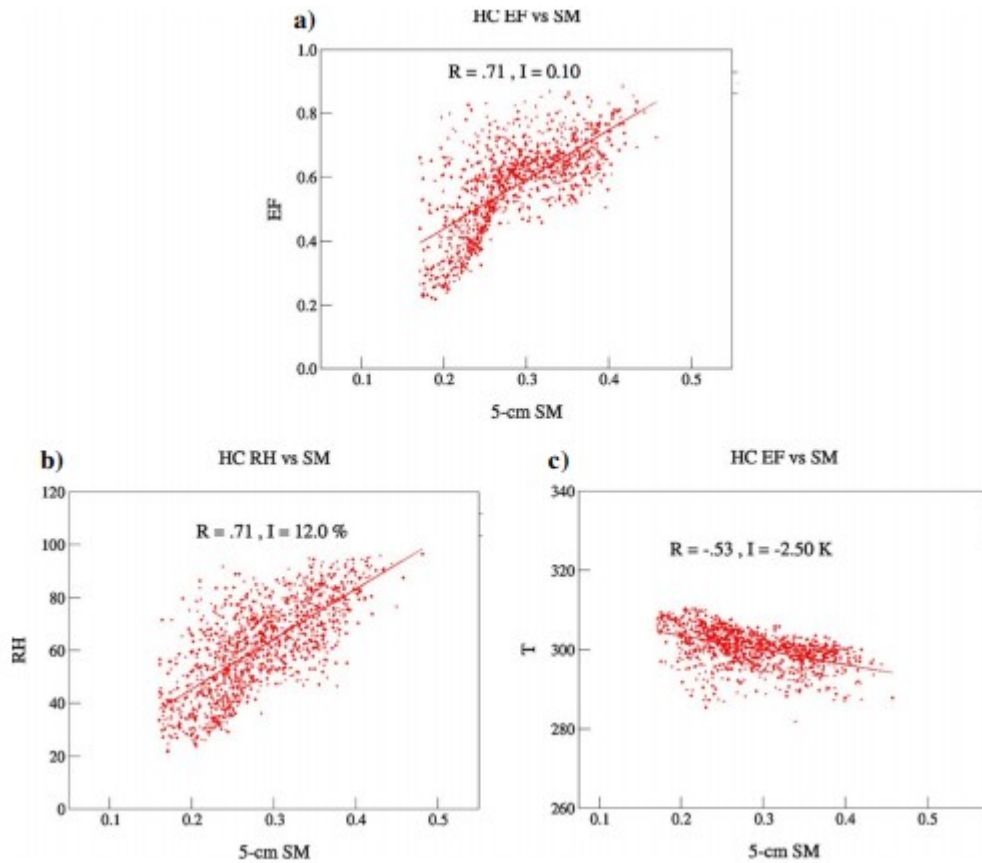 a)
HC EF vs SM
R = .71 , I = 0.10
1.0
0.8
0.6
0.4
0.2
0.0
EF
0.1 0.2 0.3 0.4 0.5
5-cm SM
b)
HC RH vs SM
R = .71 , I = 12.0 %
120
100
80
60
40
20
0
RH
0.1 0.2 0.3 0.4 0.5
5-cm SM
c)
HC EF vs SM
R = -.53 , I = -2.50 K
340
320
300
280
260
T
0.1 0.2 0.3 0.4 0.5
5-cm SM